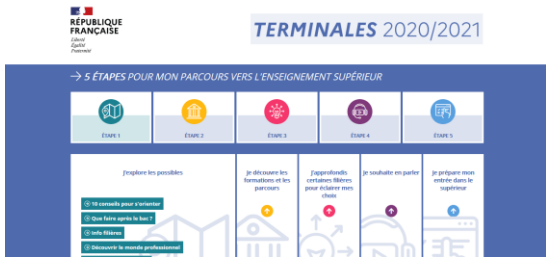 RÉPUBLIQUE
FRANÇAISE
Liberté
Égalité
Fraternité
TERMINALES 2020/2021
→ 5 ÉTAPES POUR MON PARCOURS VERS L'ENSEIGNEMENT SUPÉRIEUR
ÉTAPE 1
ÉTAPE 2
ÉTAPE 3
ÉTAPE 4
ÉTAPE 5
J'explore les possibles
10 conseils pour s'orienter
Que faire après le bac ?
Info filières
Découvrir le monde professionnel
Je découvre les
formations et les
parcours
J'approfondis
certaines filières
pour éclairer mes
choix
Je souhaite en parler
Je prépare mon
entrée dans le
supérieur